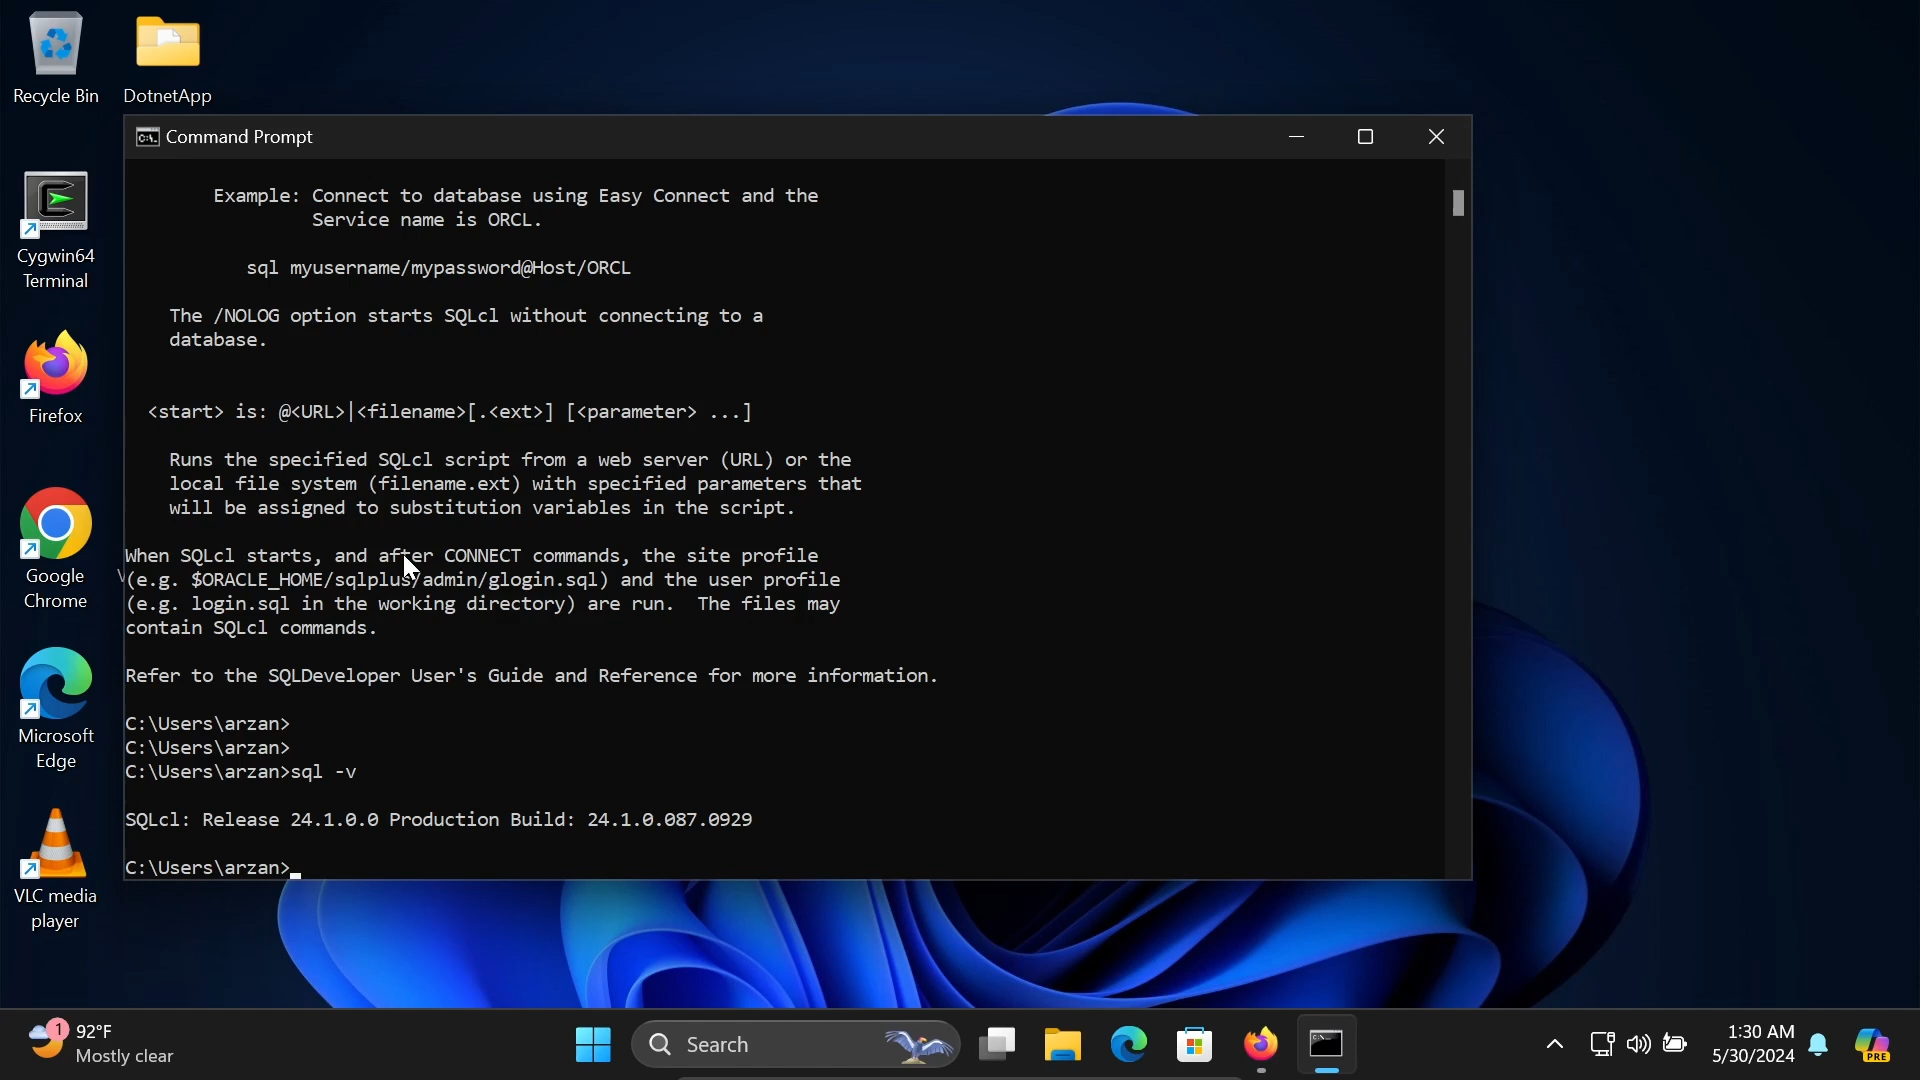 Recycle Bin
DotnetApp
Cygwin64
Terminal
Firefox
Google
Chrome
Microsoft
Edge
VLC media
player
Command Prompt
Example: Connect to database using Easy Connect and the
Service name is ORCL.
sql myusername/mypassword@Host/ORCL
The /NOLOG option starts SQLcl without connecting to a
database.
<start> is: @<URL>|<filename>[.<ext>] [<parameter> ...]
Runs the specified SQLcl script from a web server (URL) or the
local file system (filename.ext) with specified parameters that
will be assigned to substitution variables in the script.
When SQLcl starts, and after CONNECT commands, the site profile
(e.g. $ORACLE_HOME/sqlplus/admin/glogin.sql) and the user profile
(e.g. login.sql in the working directory) are run.  The files may
contain SQLcl commands.
Refer to the SQLDeveloper User's Guide and Reference for more information.
C:\Users\arzan>
C:\Users\arzan>
C:\Users\arzan>sql -v
SQLcl: Release 24.1.0.0 Production Build: 24.1.0.087.0929
C:\Users\arzan>
1
92°F
Mostly clear
Search
1:30 AM
5/30/2024
PRE